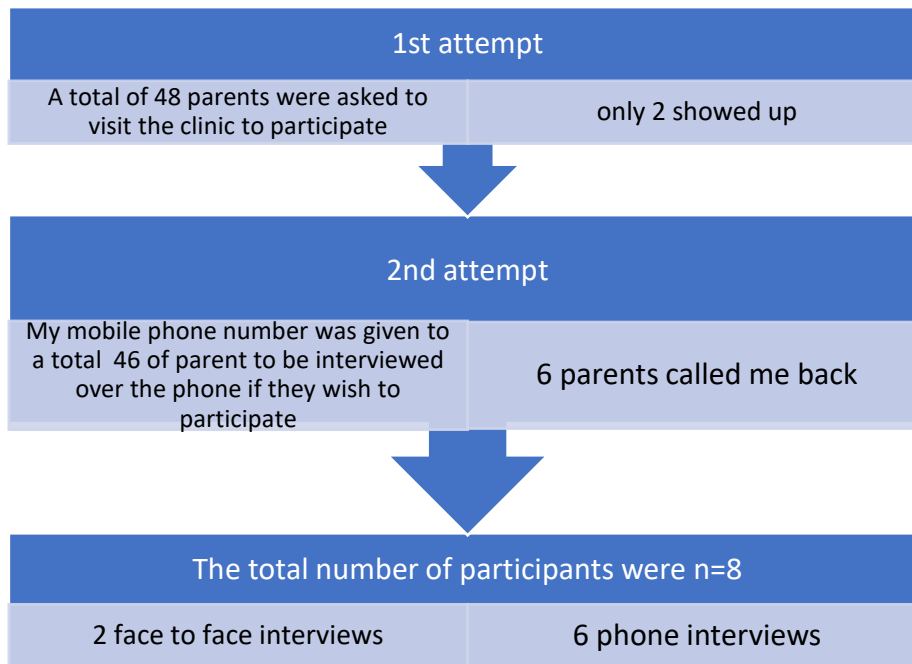 1st attempt
A total of 48 parents were asked to
visit the clinic to participate
only 2 showed up
2nd attempt
My mobile phone number was given to
a total 46 of parent to be interviewed
over the phone if they wish to
participate
6 parents called me back
The total number of participants were n=8
2 face to face interviews
6 phone interviews